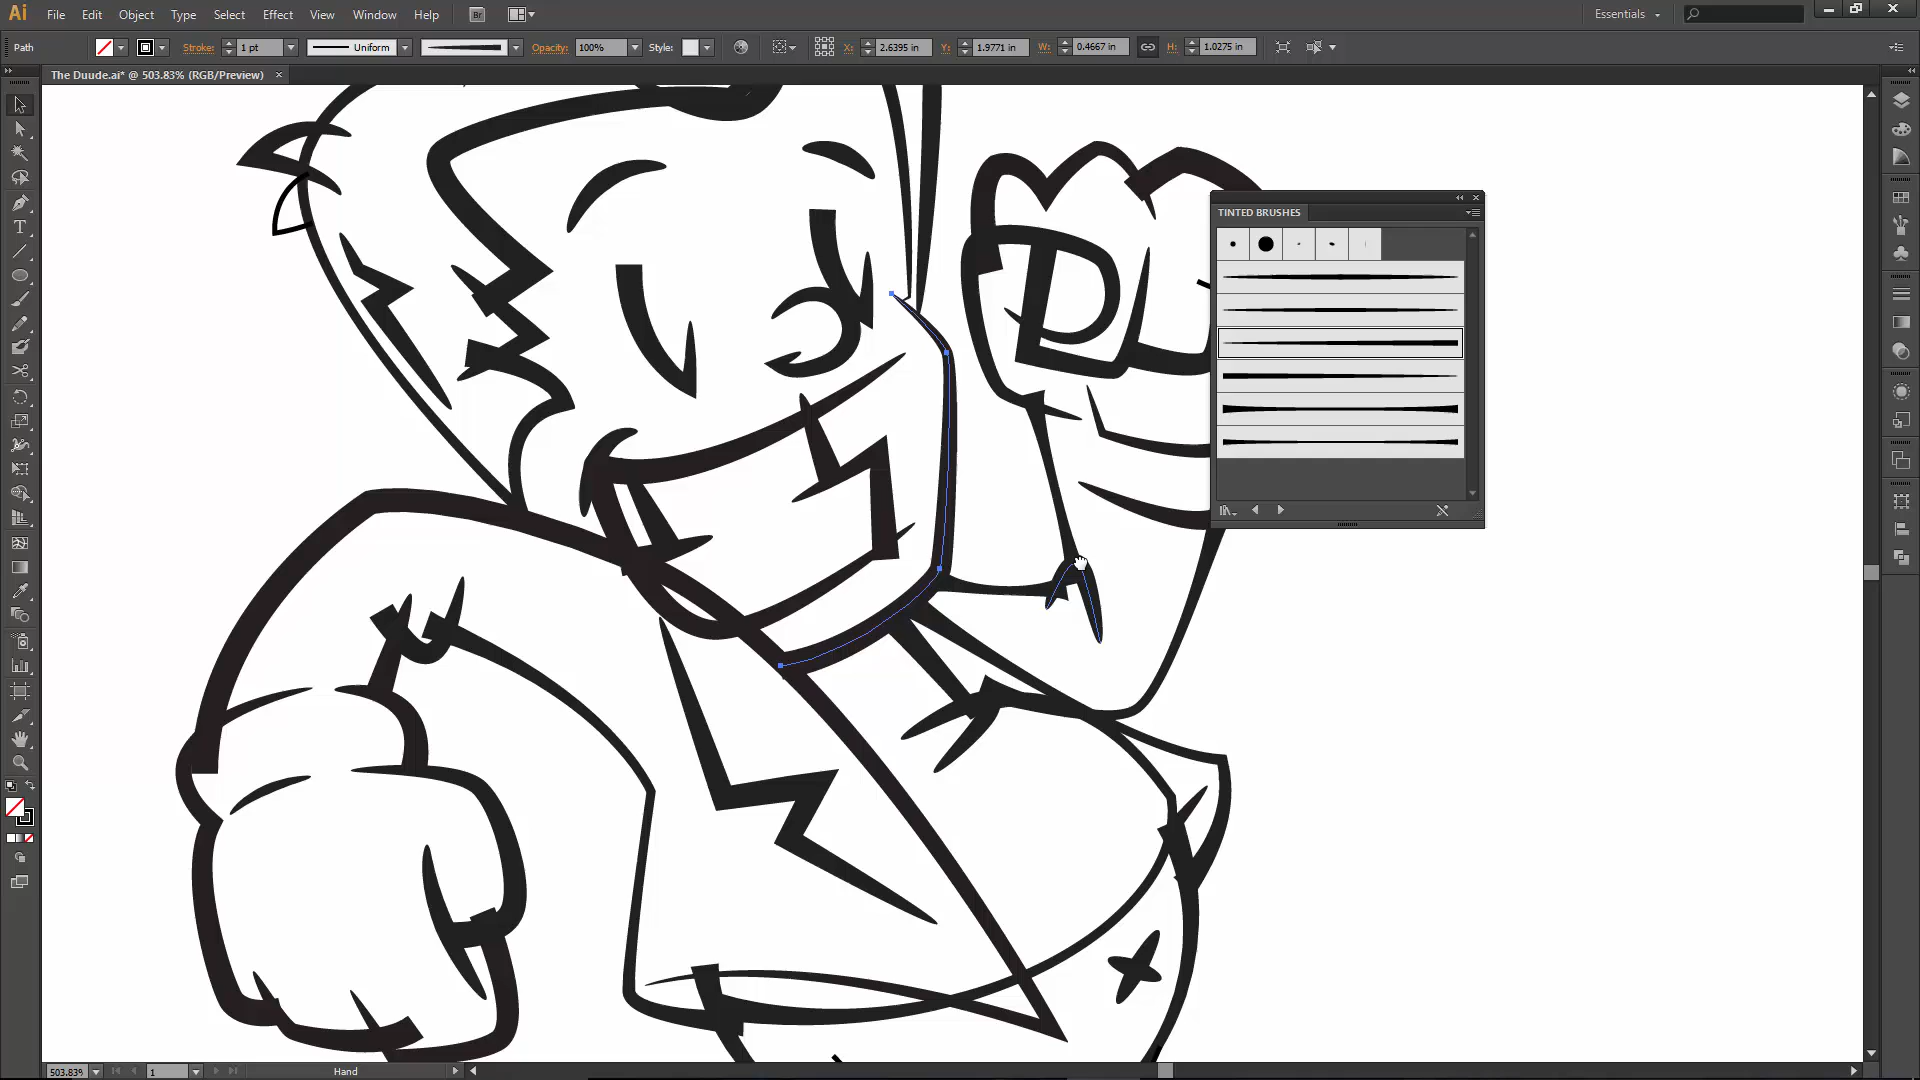 Ai File Edit Object Type Select Effect View Window Help Br Essentials
Path Stroke: 1 pt Uniform Opacity: 100% Style: X: 2.6395 in Y: 1.9771 in W: 0.4667 in H: 1.0275 in
The Duude.ai* @ 503.83% (RGB/Preview) ×
TINTED BRUSHES
503.83% 1 Hand